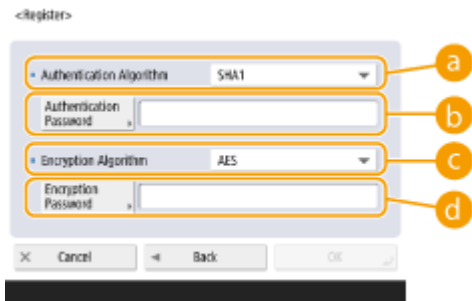 <Register>
Authentication Algorithm SHA1
a
Authentication
Password
b
Encryption Algorithm AES
c
Encryption
Password
d
Cancel Back OK